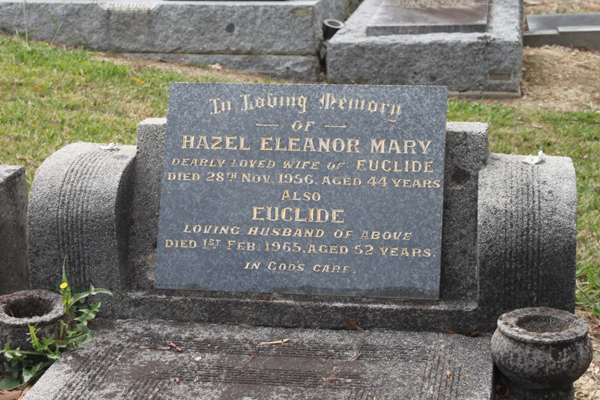 In Loving Memory
— OF —
HAZEL ELEANOR MARY
DEARLY LOVED WIFE OF EUCLIDE
DIED 28TH NOV. 1956, AGED 44 YEARS
ALSO
EUCLIDE
LOVING HUSBAND OF ABOVE
DIED 1ST FEB. 1965, AGED 52 YEARS.
IN GODS CARE.